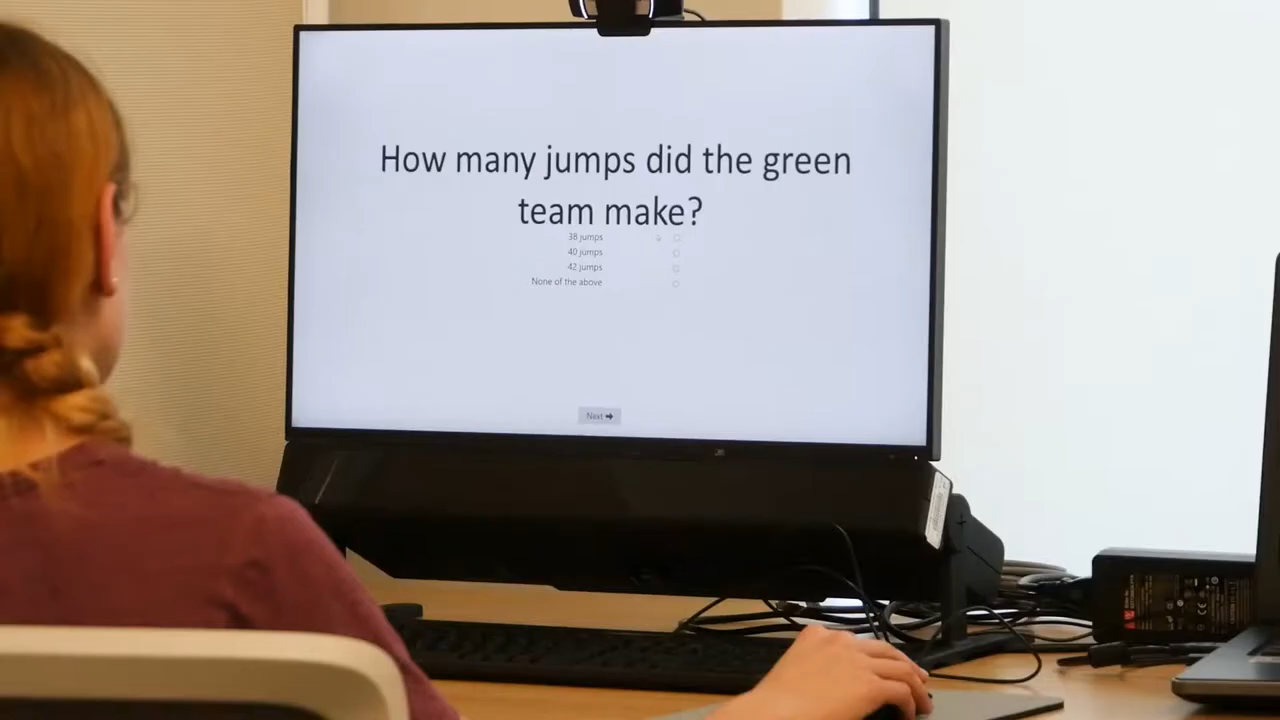 How many jumps did the green
team make?
38 jumps
40 jumps
42 jumps
None of the above
Next